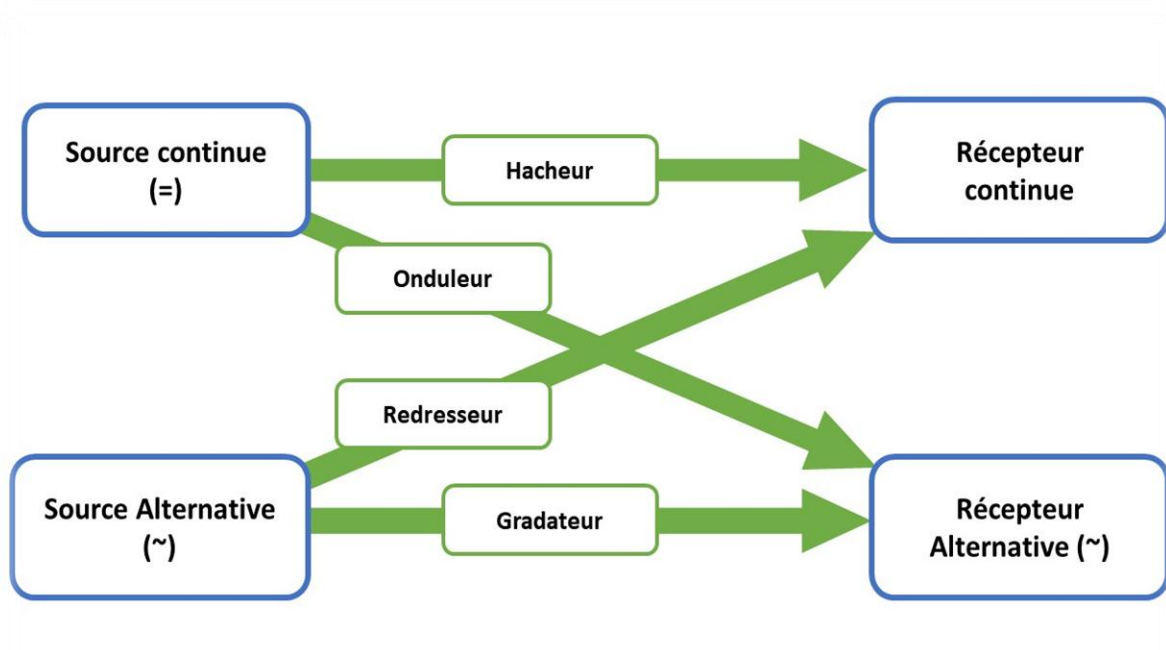 Source continue
(=)
Hacheur
Récepteur
continue
Onduleur
Redresseur
Source Alternative
(~)
Gradateur
Récepteur
Alternative (~)